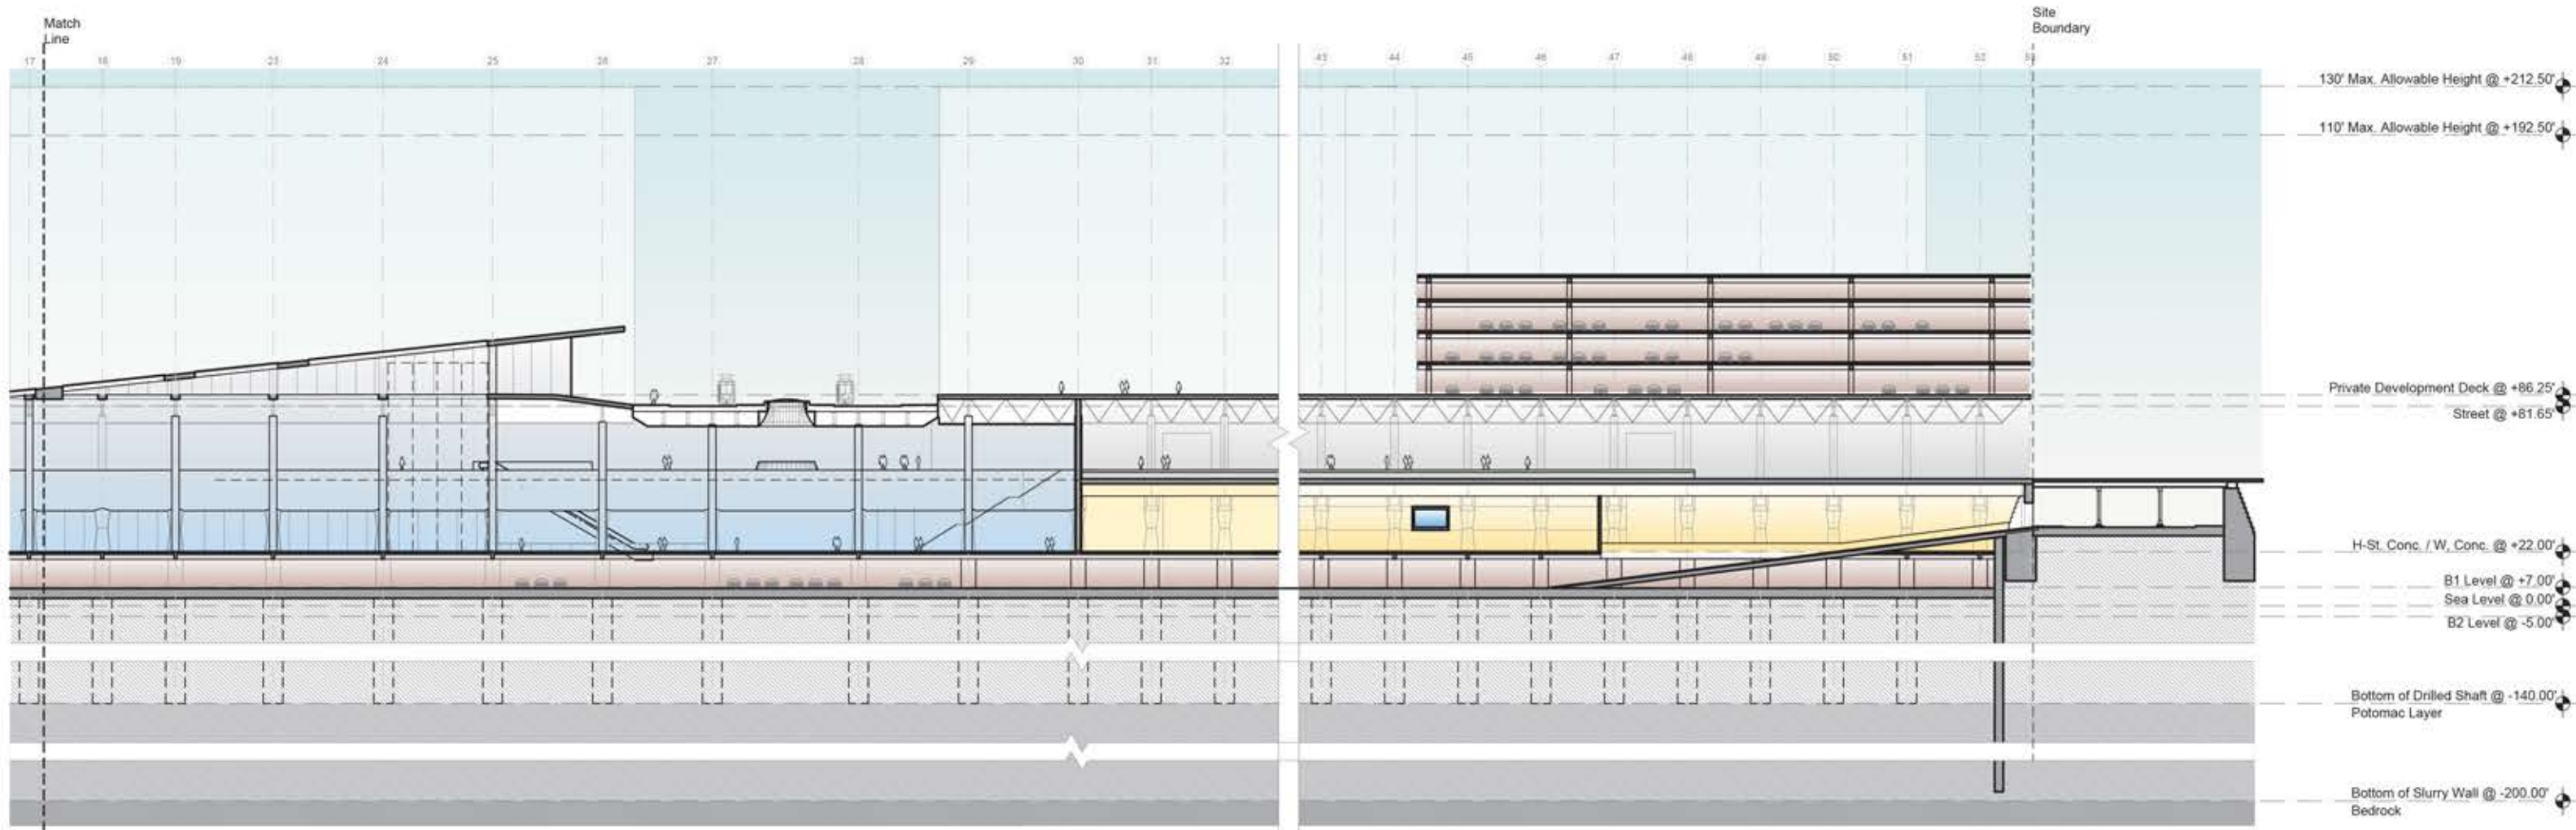 Match
Line
Site
Boundary
17 18 19 23 24 25 26 27 28 29 30 31 32 43 44 45 46 47 48 49 50 51 52
130' Max. Allowable Height @ +212.50'
110' Max. Allowable Height @ +192.50'
Private Development Deck @ +86.25'
Street @ +81.65'
H-St. Conc. / W. Conc. @ +22.00'
B1 Level @ +7.00'
Sea Level @ 0.00'
B2 Level @ -5.00'
Bottom of Drilled Shaft @ -140.00'
Potomac Layer
Bottom of Slurry Wall @ -200.00'
Bedrock